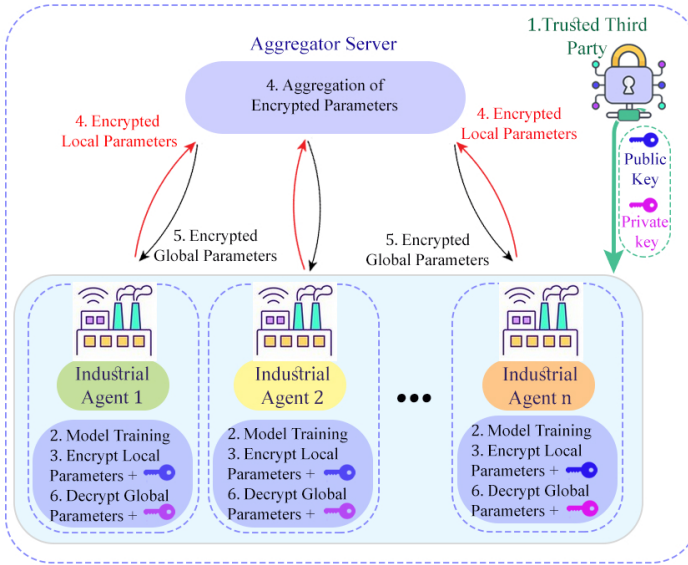 1.Trusted Third
Party
Aggregator Server
4. Aggregation of
Encrypted Parameters
4. Encrypted
Local Parameters
4. Encrypted
Local Parameters
Public
Key
Private
key
5. Encrypted
Global Parameters
5. Encrypted
Global Parameters
Industrial
Agent 1
Industrial
Agent 2
Industrial
Agent n
2. Model Training
3. Encrypt Local
Parameters +
6. Decrypt Global
Parameters +
2. Model Training
3. Encrypt Local
Parameters +
6. Decrypt Global
Parameters +
2. Model Training
3. Encrypt Local
Parameters +
6. Decrypt Global
Parameters +